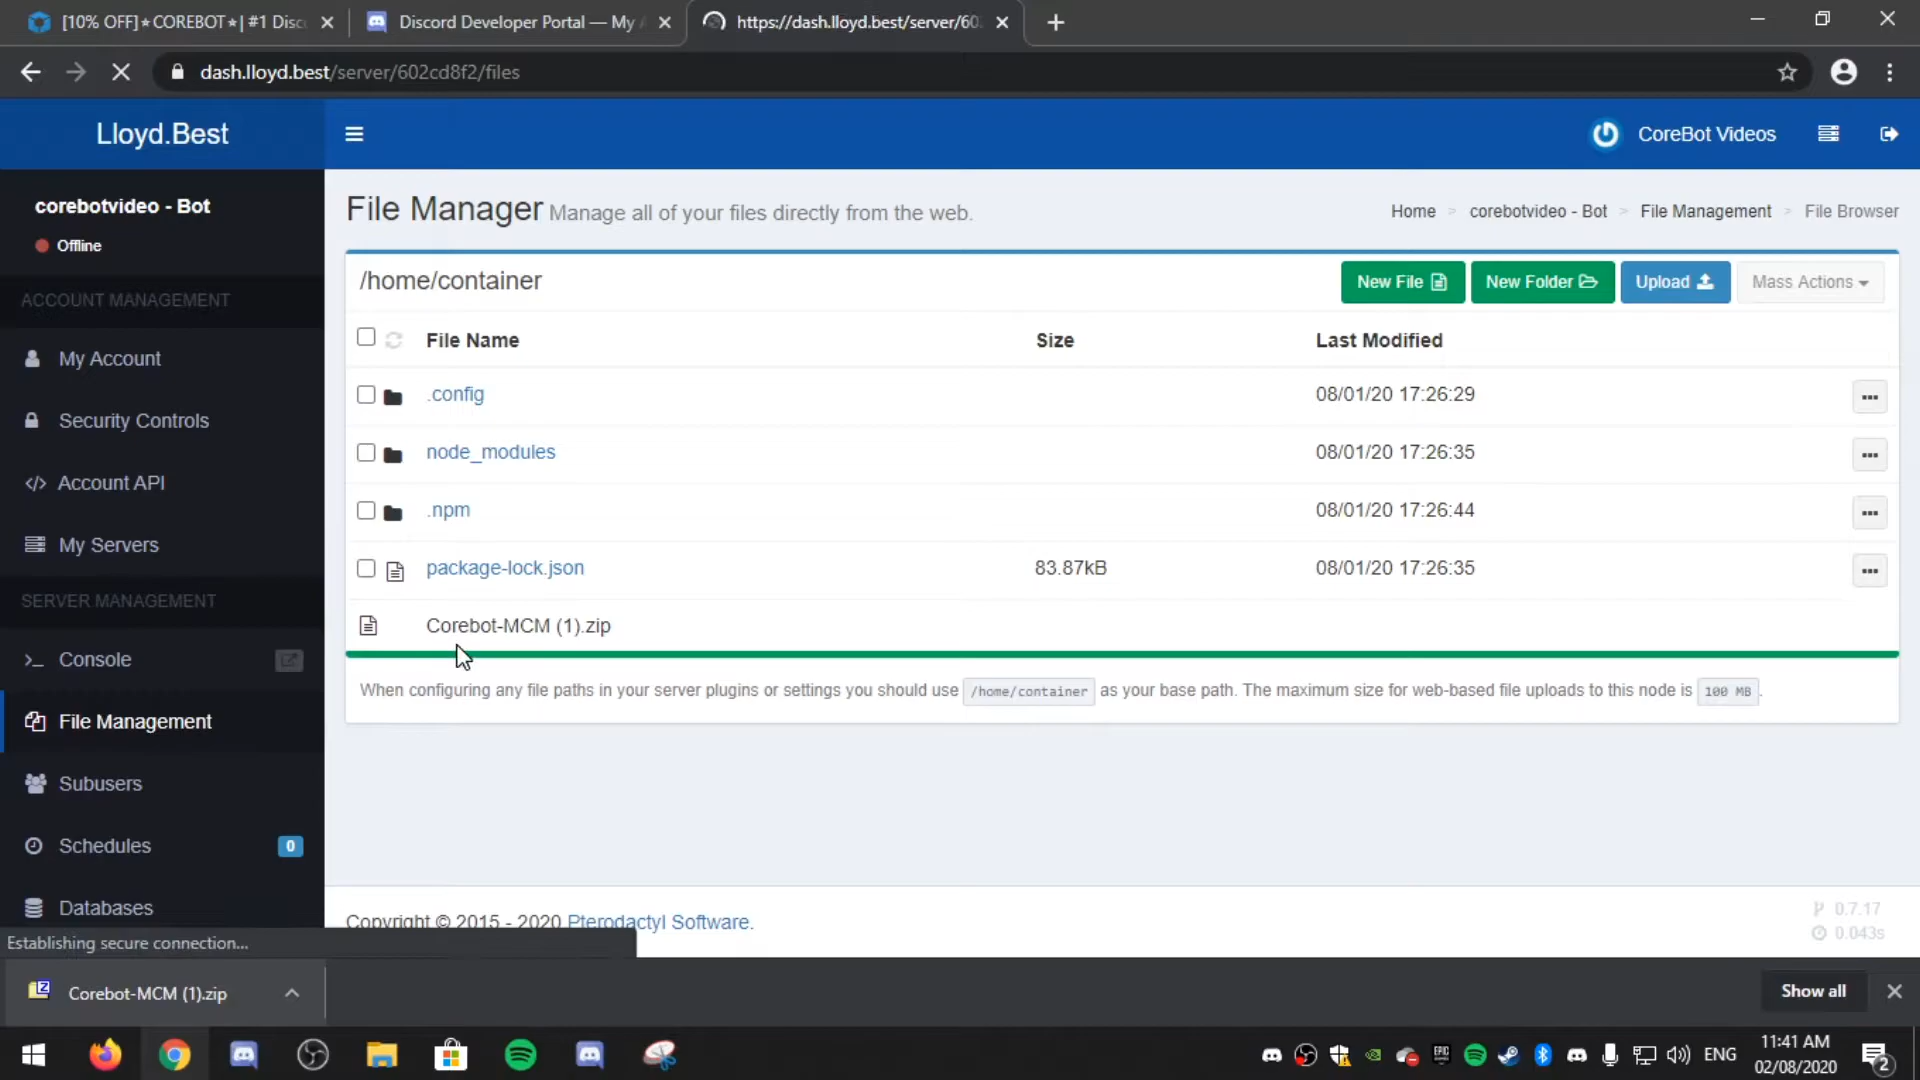 [10% OFF]★COREBOT★| #1 Disc
Discord Developer Portal — My A
https://dash.lloyd.best/server/60
dash.lloyd.best/server/602cd8f2/files
Lloyd.Best
CoreBot Videos
corebotvideo - Bot
Offline
File Manager Manage all of your files directly from the web.
Home > corebotvideo - Bot > File Management > File Browser
/home/container
New File
New Folder
Upload
Mass Actions
ACCOUNT MANAGEMENT
My Account
Security Controls
Account API
My Servers
SERVER MANAGEMENT
Console
File Management
Subusers
Schedules 0
Databases
File Name Size Last Modified
.config 08/01/20 17:26:29
node_modules 08/01/20 17:26:35
.npm 08/01/20 17:26:44
package-lock.json 83.87kB 08/01/20 17:26:35
Corebot-MCM (1).zip
When configuring any file paths in your server plugins or settings you should use /home/container as your base path. The maximum size for web-based file uploads to this node is 100 MB.
Copyright © 2015 - 2020 Pterodactyl Software.
0.7.17
0.043s
Establishing secure connection...
Corebot-MCM (1).zip
Show all
EPIC
ENG
11:41 AM
02/08/2020
2